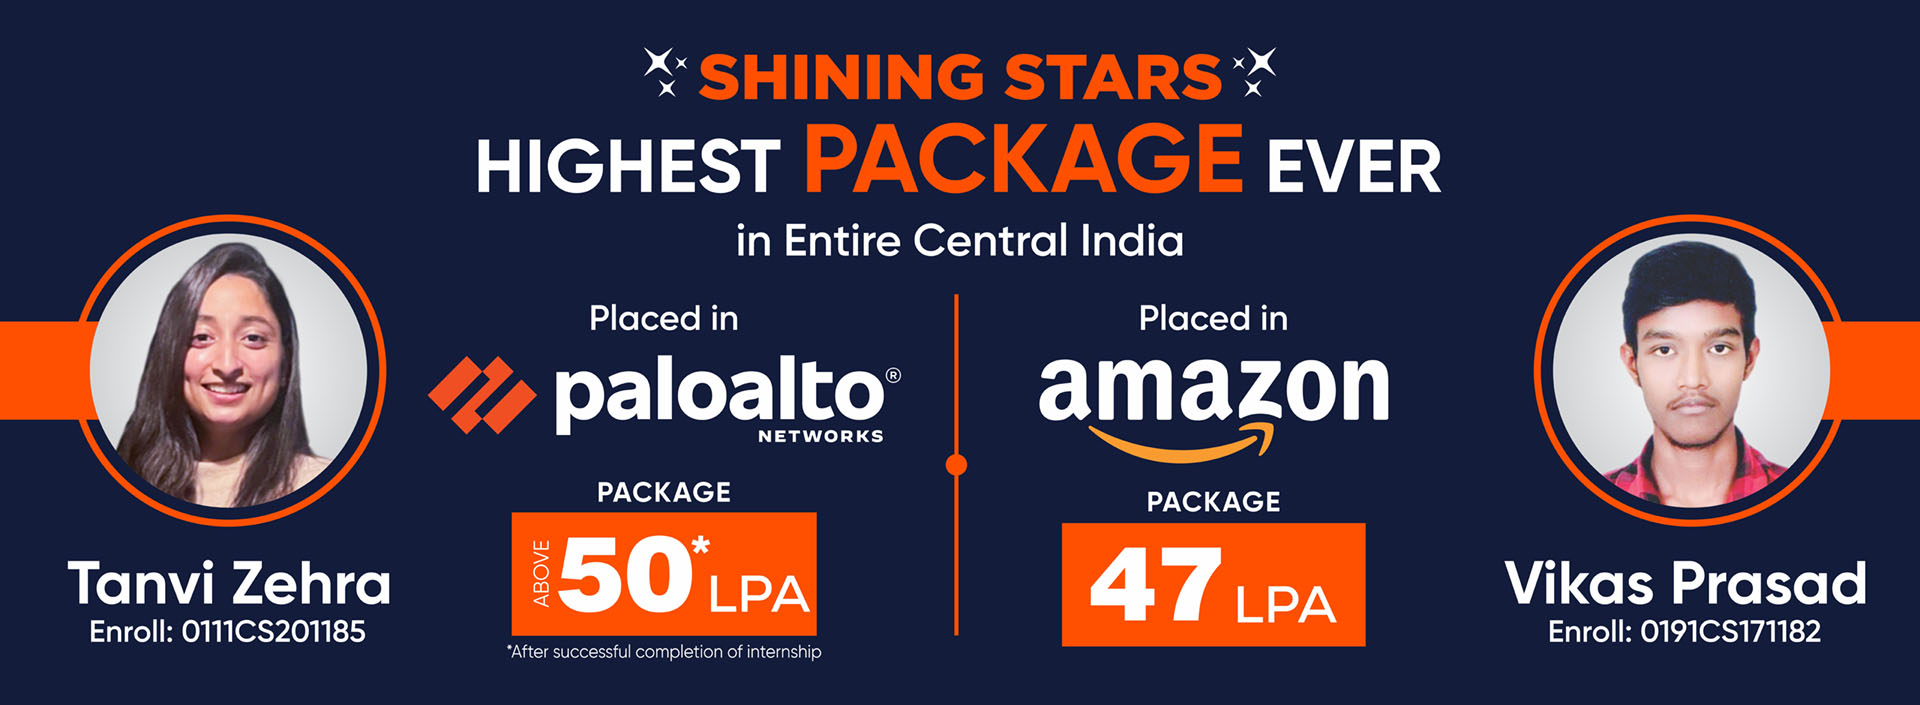 SHINING STARS
HIGHEST PACKAGE EVER
in Entire Central India
Placed in
paloalto®
NETWORKS
PACKAGE
ABOVE 50* LPA
*After successful completion of internship
Tanvi Zehra
Enroll: 0111CS201185
Placed in
amazon
PACKAGE
47 LPA
Vikas Prasad
Enroll: 0191CS171182